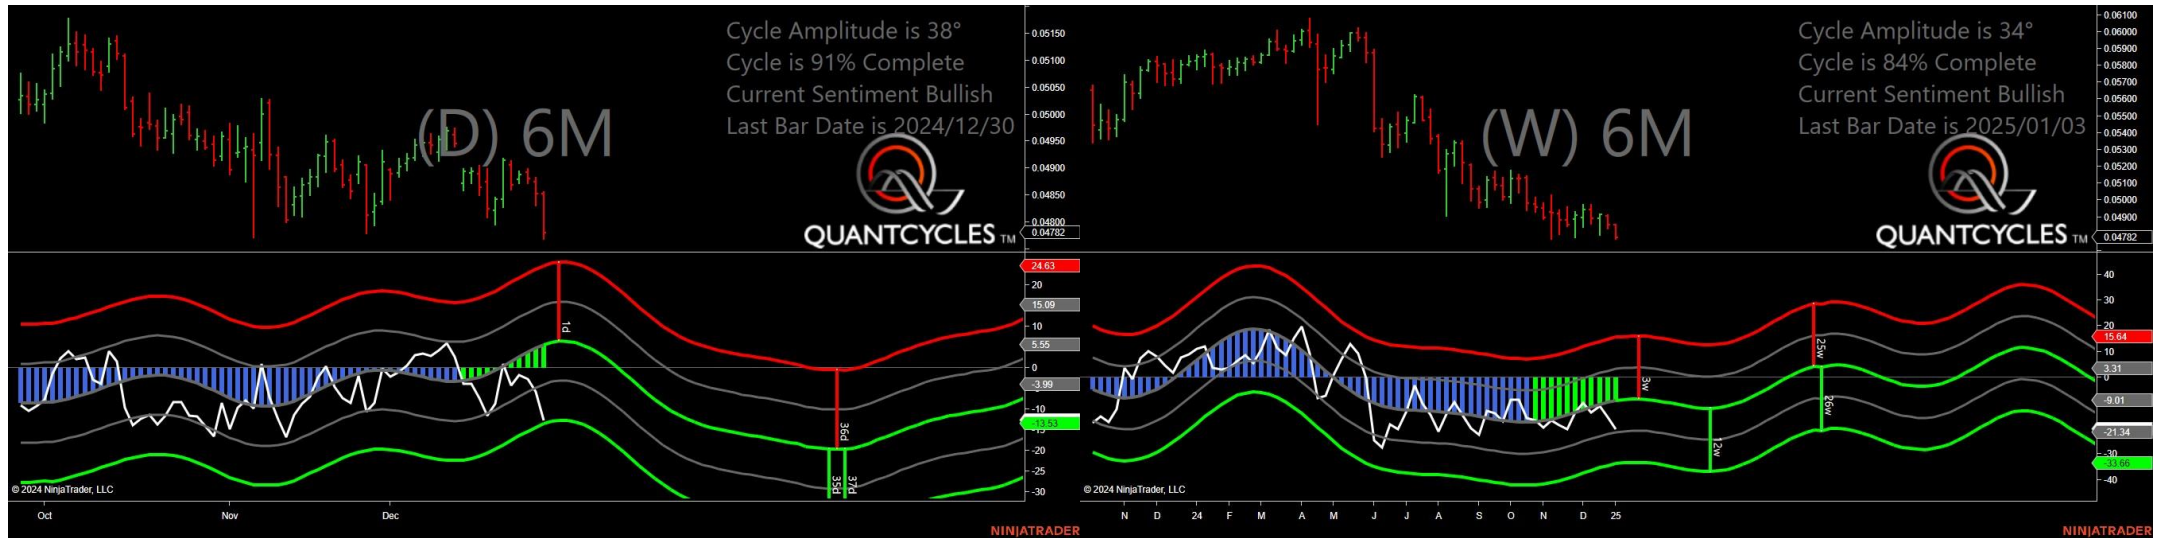 Cycle Amplitude is 38°
Cycle is 91% Complete
Current Sentiment Bullish
Last Bar Date is 2024/12/30
(D) 6M
QUANTCYCLES TM
0.05150
0.05100
0.05050
0.05000
0.04950
0.04900
0.04850
0.04800
0.04782
24.63
20
15.09
10
5.55
0
-3.99
-10
-13.53
-20
-25
-30
1d
36d
35d
37d
© 2024 NinjaTrader, LLC
Oct
Nov
Dec
NINJATRADER
Cycle Amplitude is 34°
Cycle is 84% Complete
Current Sentiment Bullish
Last Bar Date is 2025/01/03
(W) 6M
QUANTCYCLES TM
0.06100
0.06000
0.05900
0.05800
0.05700
0.05600
0.05500
0.05400
0.05300
0.05200
0.05100
0.05000
0.04900
0.04782
40
30
20
15.64
10
3.31
0
-9.01
-21.34
-30
-33.66
-40
3w
12w
25w
26w
© 2024 NinjaTrader, LLC
N D 24 F M A M J J A S O N D 25
NINJATRADER